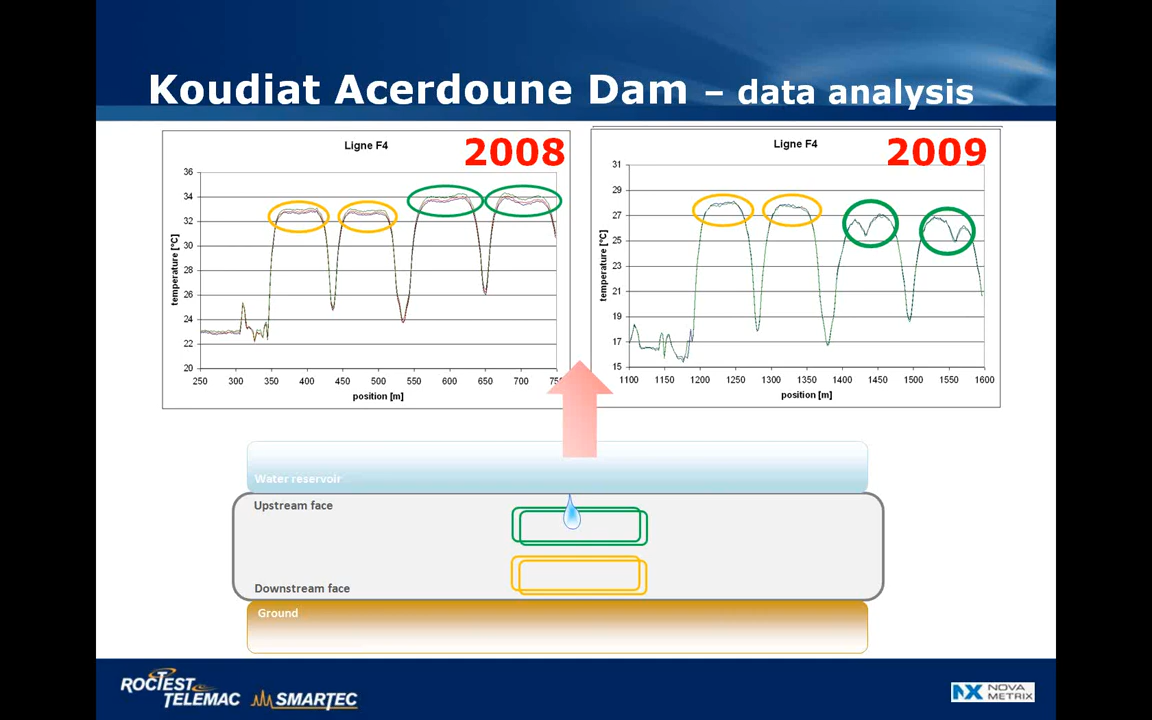 Koudiat Acerdoune Dam – data analysis
Ligne F4
2008
36
34
32
30
28
26
24
22
20
temperature [°C]
250 300 350 400 450 500 550 600 650 700
position [m]
Ligne F4
2009
31
29
27
25
23
21
19
17
15
temperature [°C]
1100 1150 1200 1250 1300 1350 1400 1450 1500 1550 1600
position [m]
Water reservoir
Upstream face
Downstream face
Ground
ROCTEST
TELEMAC
SMARTEC
NX NOVA
METRIX